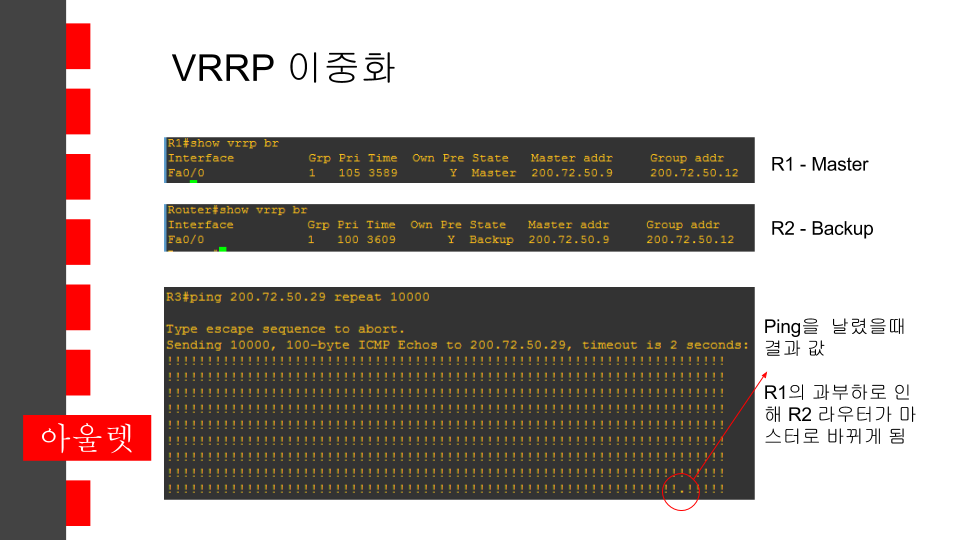 VRRP 이중화
R1#show vrrp br
Interface Grp Pri Time Own Pre State Master addr Group addr
Fa0/0 1 105 3589 Y Master 200.72.50.9 200.72.50.12
R1 - Master
Router#show vrrp br
Interface Grp Pri Time Own Pre State Master addr Group addr
Fa0/0 1 100 3609 Y Backup 200.72.50.9 200.72.50.12
R2 - Backup
R3#ping 200.72.50.29 repeat 10000
Type escape sequence to abort.
Sending 10000, 100-byte ICMP Echos to 200.72.50.29, timeout is 2 seconds:
!!!!!!!!!!!!!!!!!!!!!!!!!!!!!!!!!!!!!!!!!!!!!!!!!!!!!!!!!!!!!!!!!!!!!!
!!!!!!!!!!!!!!!!!!!!!!!!!!!!!!!!!!!!!!!!!!!!!!!!!!!!!!!!!!!!!!!!!!!!!!
!!!!!!!!!!!!!!!!!!!!!!!!!!!!!!!!!!!!!!!!!!!!!!!!!!!!!!!!!!!!!!!!!!!!!!
!!!!!!!!!!!!!!!!!!!!!!!!!!!!!!!!!!!!!!!!!!!!!!!!!!!!!!!!!!!!!!!!!!!!!!
!!!!!!!!!!!!!!!!!!!!!!!!!!!!!!!!!!!!!!!!!!!!!!!!!!!!!!!!!!!!!!!!!!!!!!
!!!!!!!!!!!!!!!!!!!!!!!!!!!!!!!!!!!!!!!!!!!!!!!!!!!!!!!!!!!!!!!!!!!!!!
!!!!!!!!!!!!!!!!!!!!!!!!!!!!!!!!!!!!!!!!!!!!!!!!!!!!!!!!!!!!!!!!!!!!!!
!!!!!!!!!!!!!!!!!!!!!!!!!!!!!!!!!!!!!!!!!!!!!!!!!!!!!!!!!!!!!!!!!!!!!!
!!!!!!!!!!!!!!!!!!!!!!!!!!!!!!!!!!!!!!!!!!!!!!!!!!!!!!!!!!!!!!!!.!!!!!
Ping을 날렸을때
결과 값
R1의 과부하로 인
해 R2 라우터가 마
스터로 바뀌게 됨
아울렛